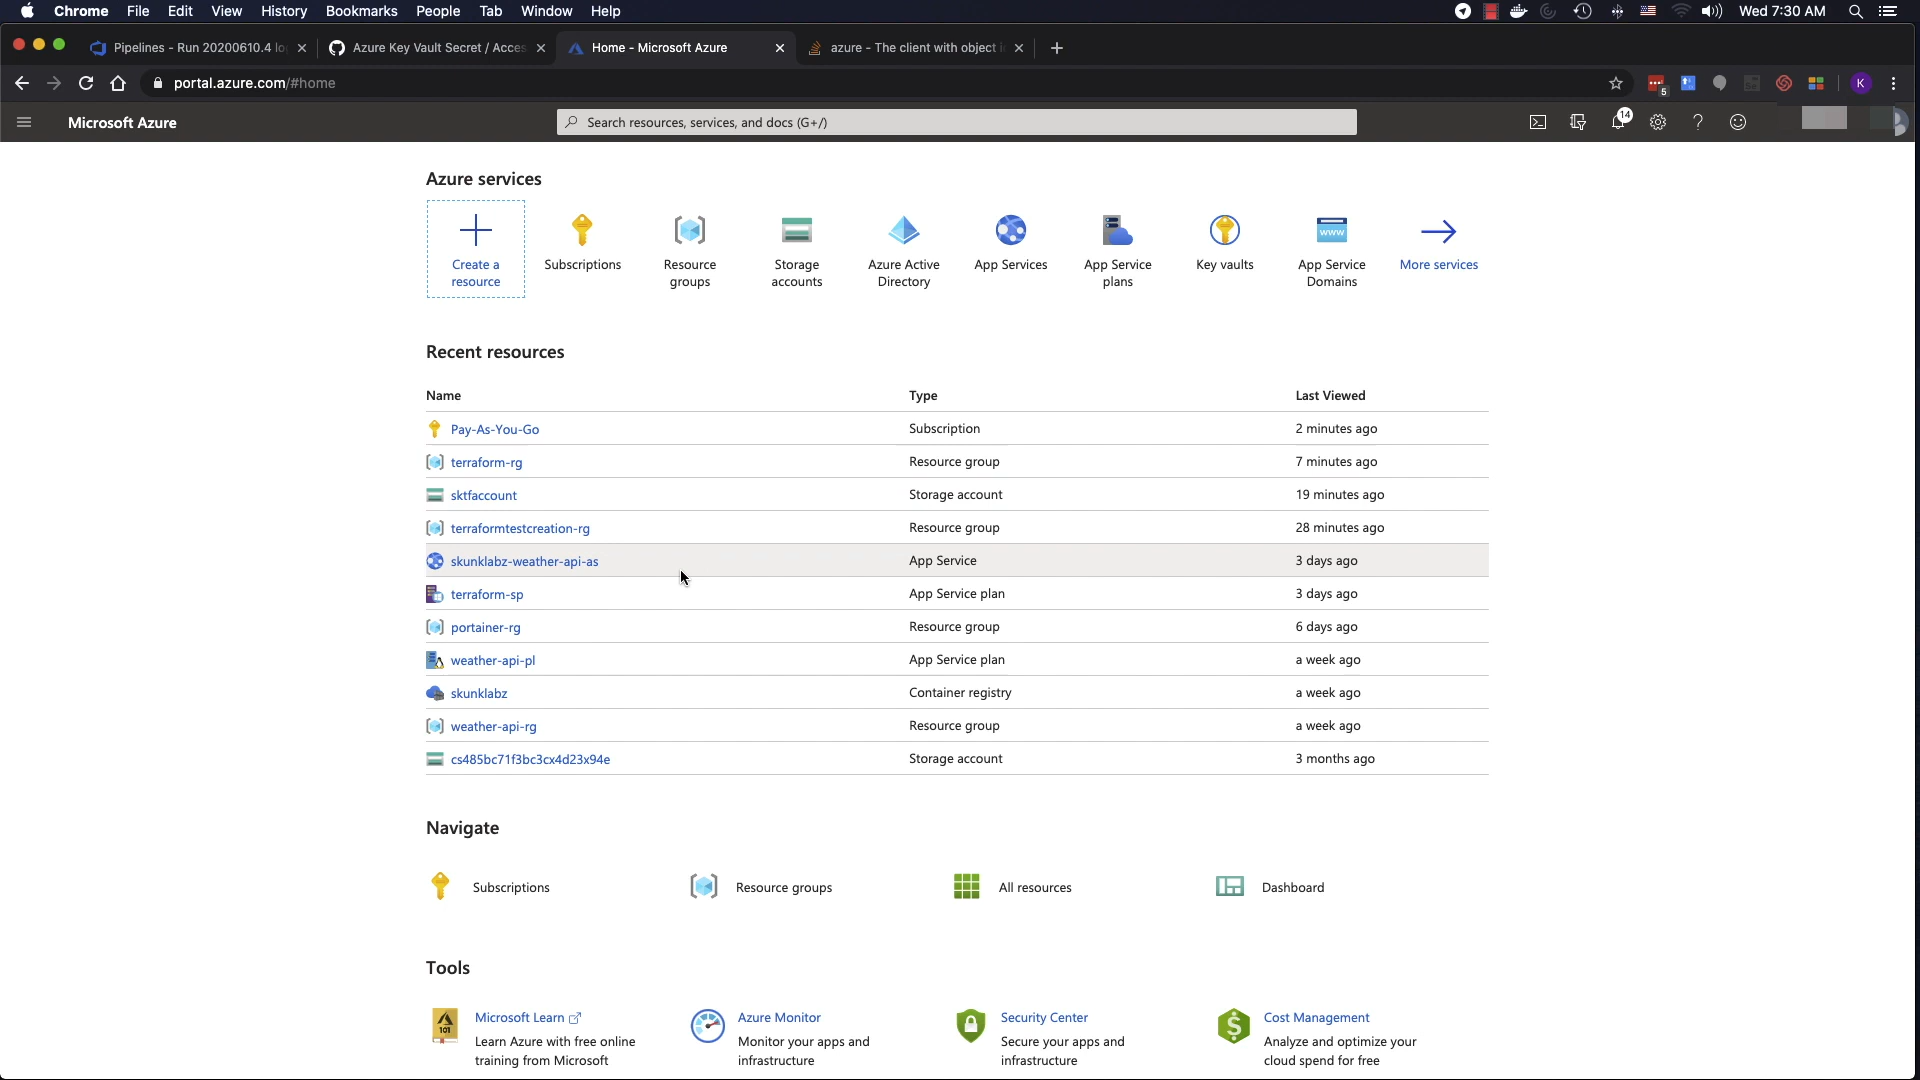 Chrome File Edit View History Bookmarks People Tab Window Help Wed 7:30 AM
Pipelines - Run 20200610.4 lo Azure Key Vault Secret / Acces Home - Microsoft Azure azure - The client with object i
portal.azure.com/#home 5 K
Microsoft Azure Search resources, services, and docs (G+/) 14
Azure services
Create a resource
Subscriptions
Resource groups
Storage accounts
Azure Active Directory
App Services
App Service plans
Key vaults
www
App Service Domains
More services
Recent resources
Name Type Last Viewed
Pay-As-You-Go Subscription 2 minutes ago
terraform-rg Resource group 7 minutes ago
sktfaccount Storage account 19 minutes ago
terraformtestcreation-rg Resource group 28 minutes ago
skunklabz-weather-api-as App Service 3 days ago
terraform-sp App Service plan 3 days ago
portainer-rg Resource group 6 days ago
weather-api-pl App Service plan a week ago
skunklabz Container registry a week ago
weather-api-rg Resource group a week ago
cs485bc71f3bc3cx4d23x94e Storage account 3 months ago
Navigate
Subscriptions Resource groups All resources Dashboard
Tools
101
Microsoft Learn
Learn Azure with free online
training from Microsoft
Azure Monitor
Monitor your apps and
infrastructure
Security Center
Secure your apps and
infrastructure
Cost Management
Analyze and optimize your
cloud spend for free